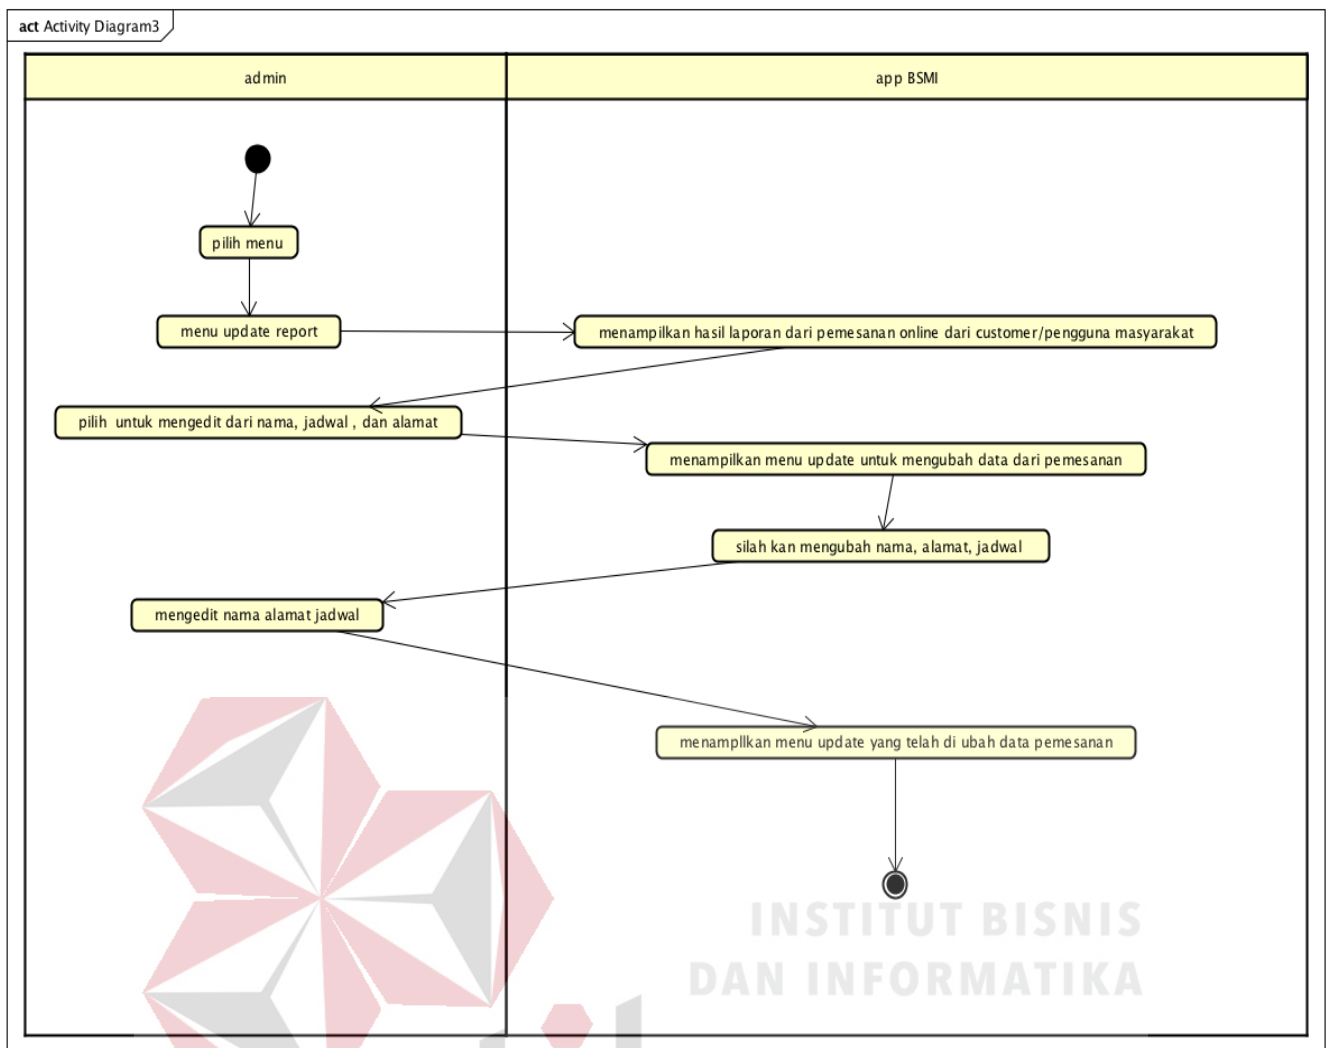 act Activity Diagram3
admin
app BSMI
pilih menu
menu update report
menampilkan hasil laporan dari pemesanan online dari customer/pengguna masyarakat
pilih untuk mengedit dari nama, jadwal , dan alamat
menampilkan menu update untuk mengubah data dari pemesanan
silah kan mengubah nama, alamat, jadwal
mengedit nama alamat jadwal
menampllkan menu update yang telah di ubah data pemesanan
INSTITUT BISNIS
DAN INFORMATIKA